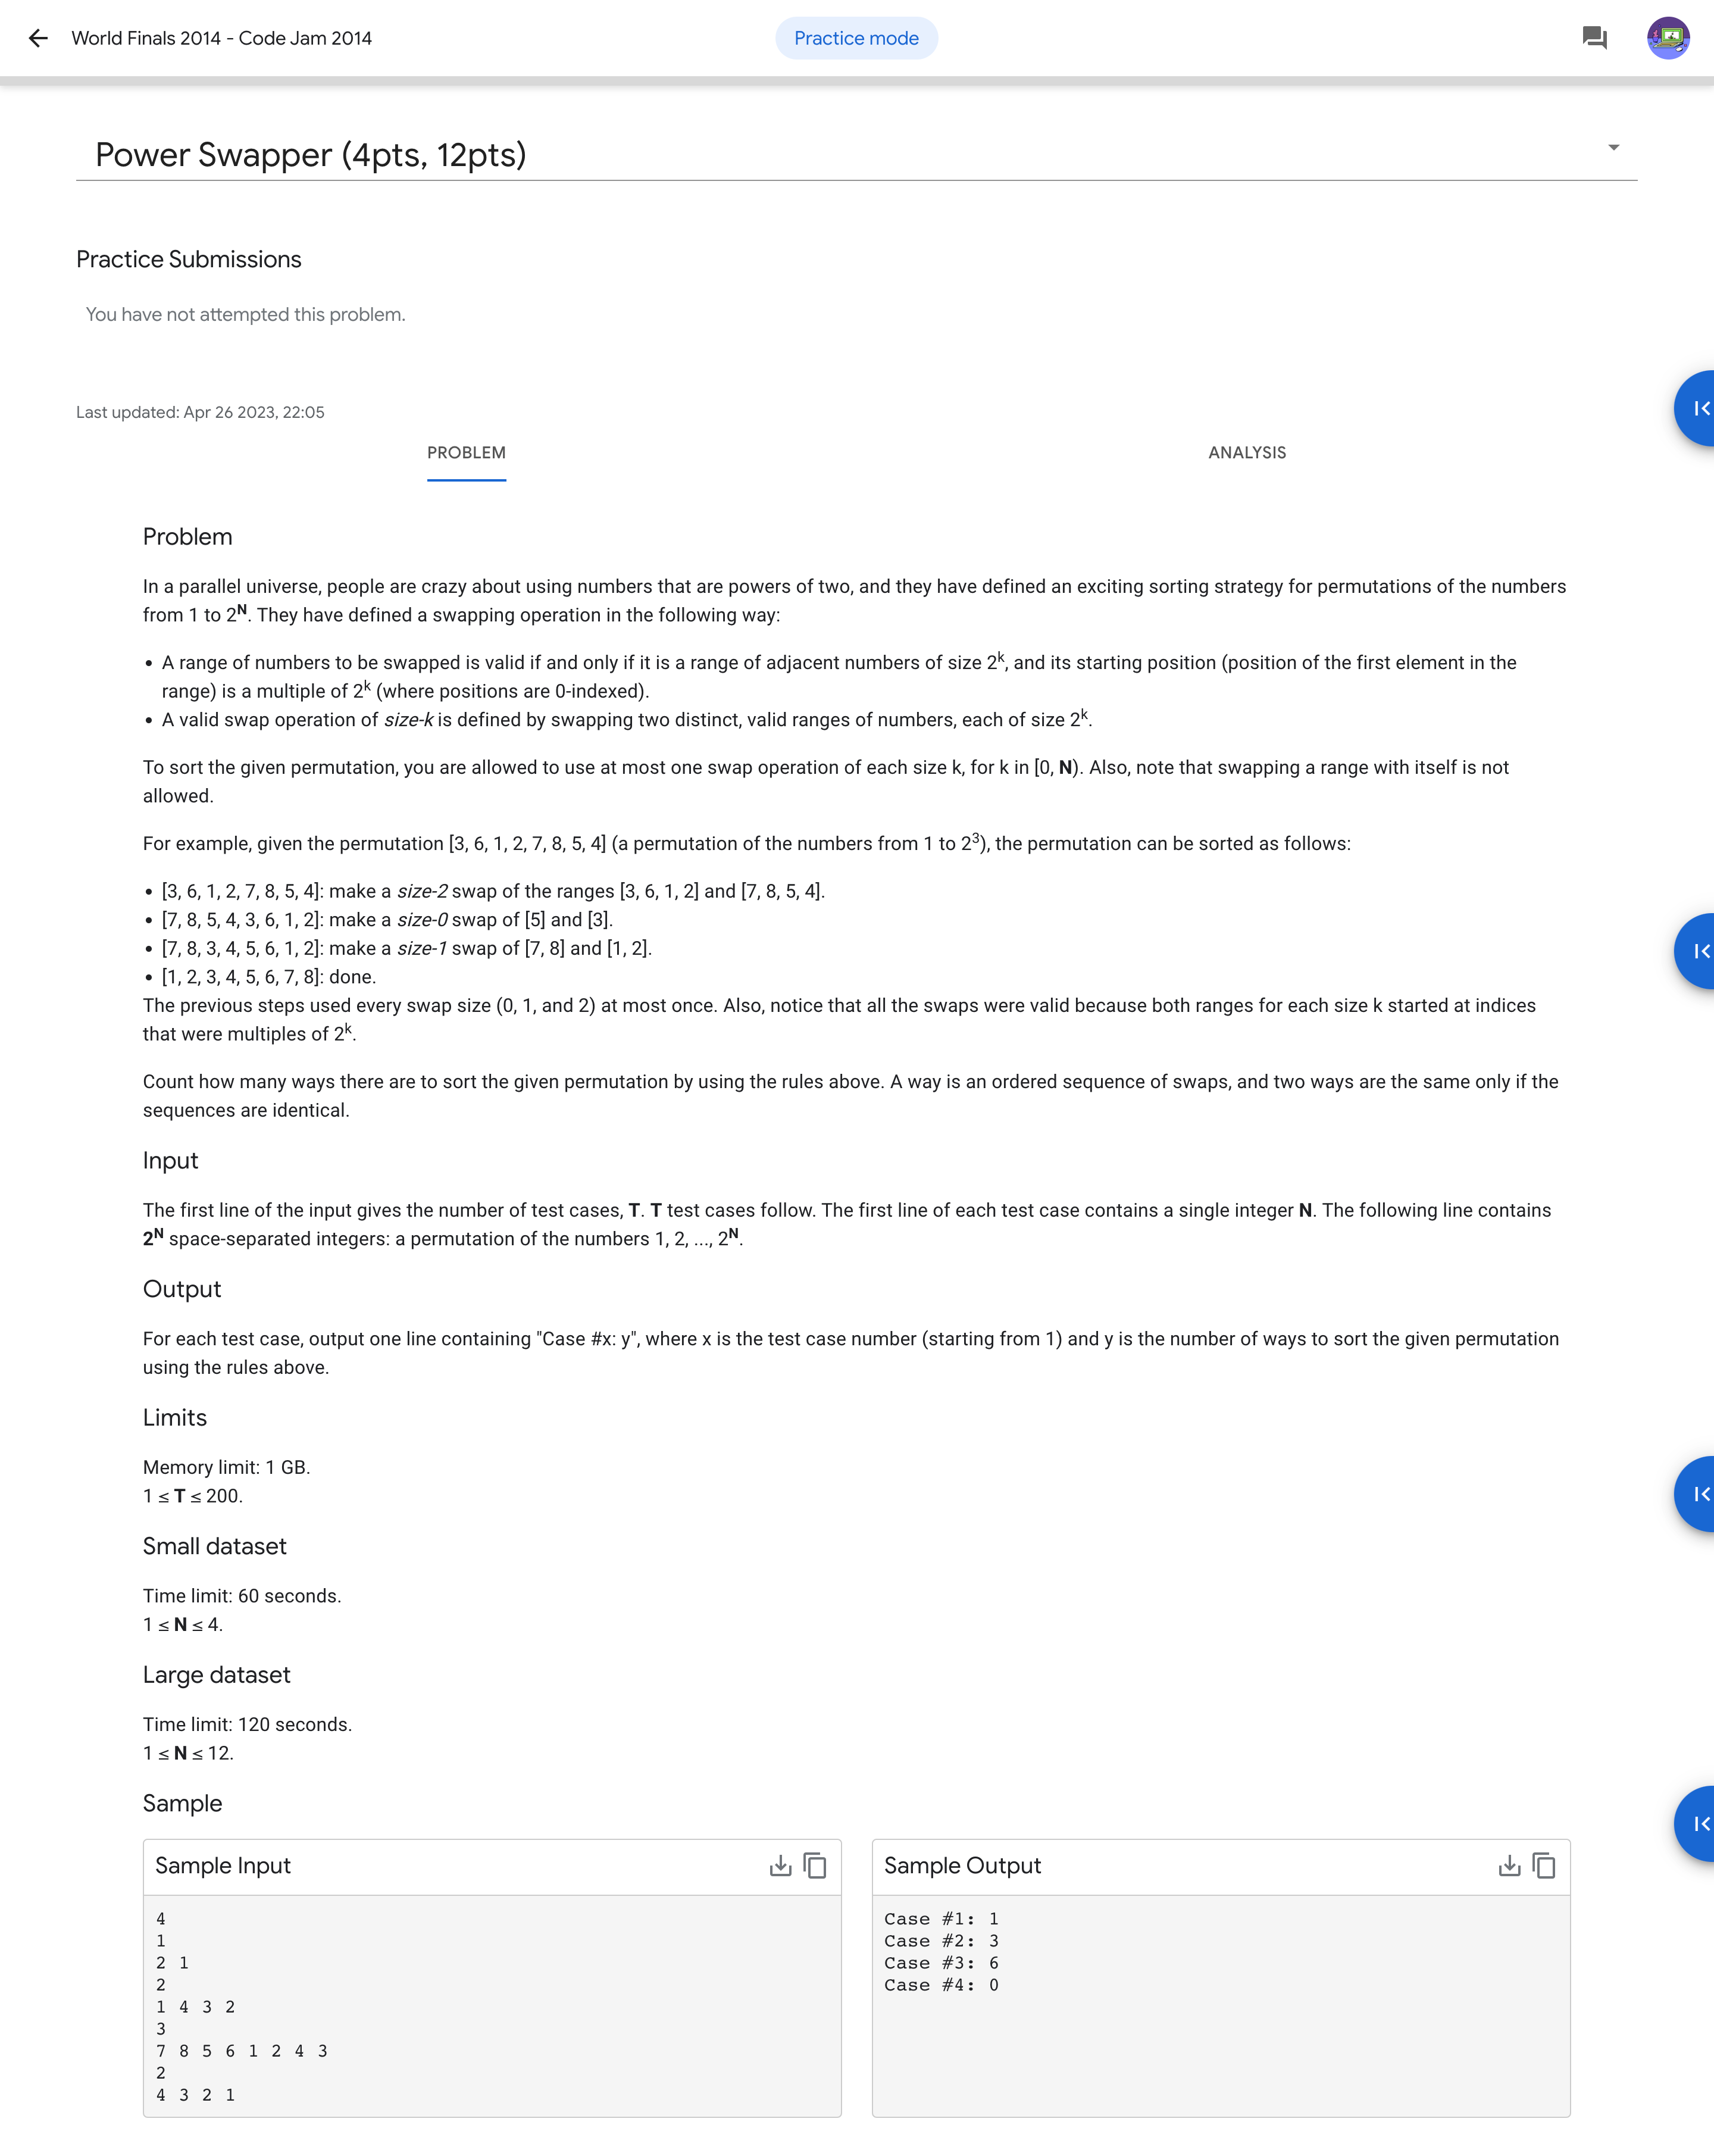 World Finals 2014 - Code Jam 2014
Practice mode
Power Swapper (4pts, 12pts)
Practice Submissions
You have not attempted this problem.
Last updated: Apr 26 2023, 22:05
PROBLEM
ANALYSIS
Problem
In a parallel universe, people are crazy about using numbers that are powers of two, and they have defined an exciting sorting strategy for permutations of the numbers
from 1 to 2^N. They have defined a swapping operation in the following way:
• A range of numbers to be swapped is valid if and only if it is a range of adjacent numbers of size 2^k, and its starting position (position of the first element in the
range) is a multiple of 2^k (where positions are 0-indexed).
• A valid swap operation of size-k is defined by swapping two distinct, valid ranges of numbers, each of size 2^k.
To sort the given permutation, you are allowed to use at most one swap operation of each size k, for k in [0, N). Also, note that swapping a range with itself is not
allowed.
For example, given the permutation [3, 6, 1, 2, 7, 8, 5, 4] (a permutation of the numbers from 1 to 2^3), the permutation can be sorted as follows:
• [3, 6, 1, 2, 7, 8, 5, 4]: make a size-2 swap of the ranges [3, 6, 1, 2] and [7, 8, 5, 4].
• [7, 8, 5, 4, 3, 6, 1, 2]: make a size-0 swap of [5] and [3].
• [7, 8, 3, 4, 5, 6, 1, 2]: make a size-1 swap of [7, 8] and [1, 2].
• [1, 2, 3, 4, 5, 6, 7, 8]: done.
The previous steps used every swap size (0, 1, and 2) at most once. Also, notice that all the swaps were valid because both ranges for each size k started at indices
that were multiples of 2^k.
Count how many ways there are to sort the given permutation by using the rules above. A way is an ordered sequence of swaps, and two ways are the same only if the
sequences are identical.
Input
The first line of the input gives the number of test cases, T. T test cases follow. The first line of each test case contains a single integer N. The following line contains
2^N space-separated integers: a permutation of the numbers 1, 2, ..., 2^N.
Output
For each test case, output one line containing "Case #x: y", where x is the test case number (starting from 1) and y is the number of ways to sort the given permutation
using the rules above.
Limits
Memory limit: 1 GB.
1 ≤ T ≤ 200.
Small dataset
Time limit: 60 seconds.
1 ≤ N ≤ 4.
Large dataset
Time limit: 120 seconds.
1 ≤ N ≤ 12.
Sample
Sample Input
4
1
2 1
2
1 4 3 2
3
7 8 5 6 1 2 4 3
2
4 3 2 1
Sample Output
Case #1: 1
Case #2: 3
Case #3: 6
Case #4: 0